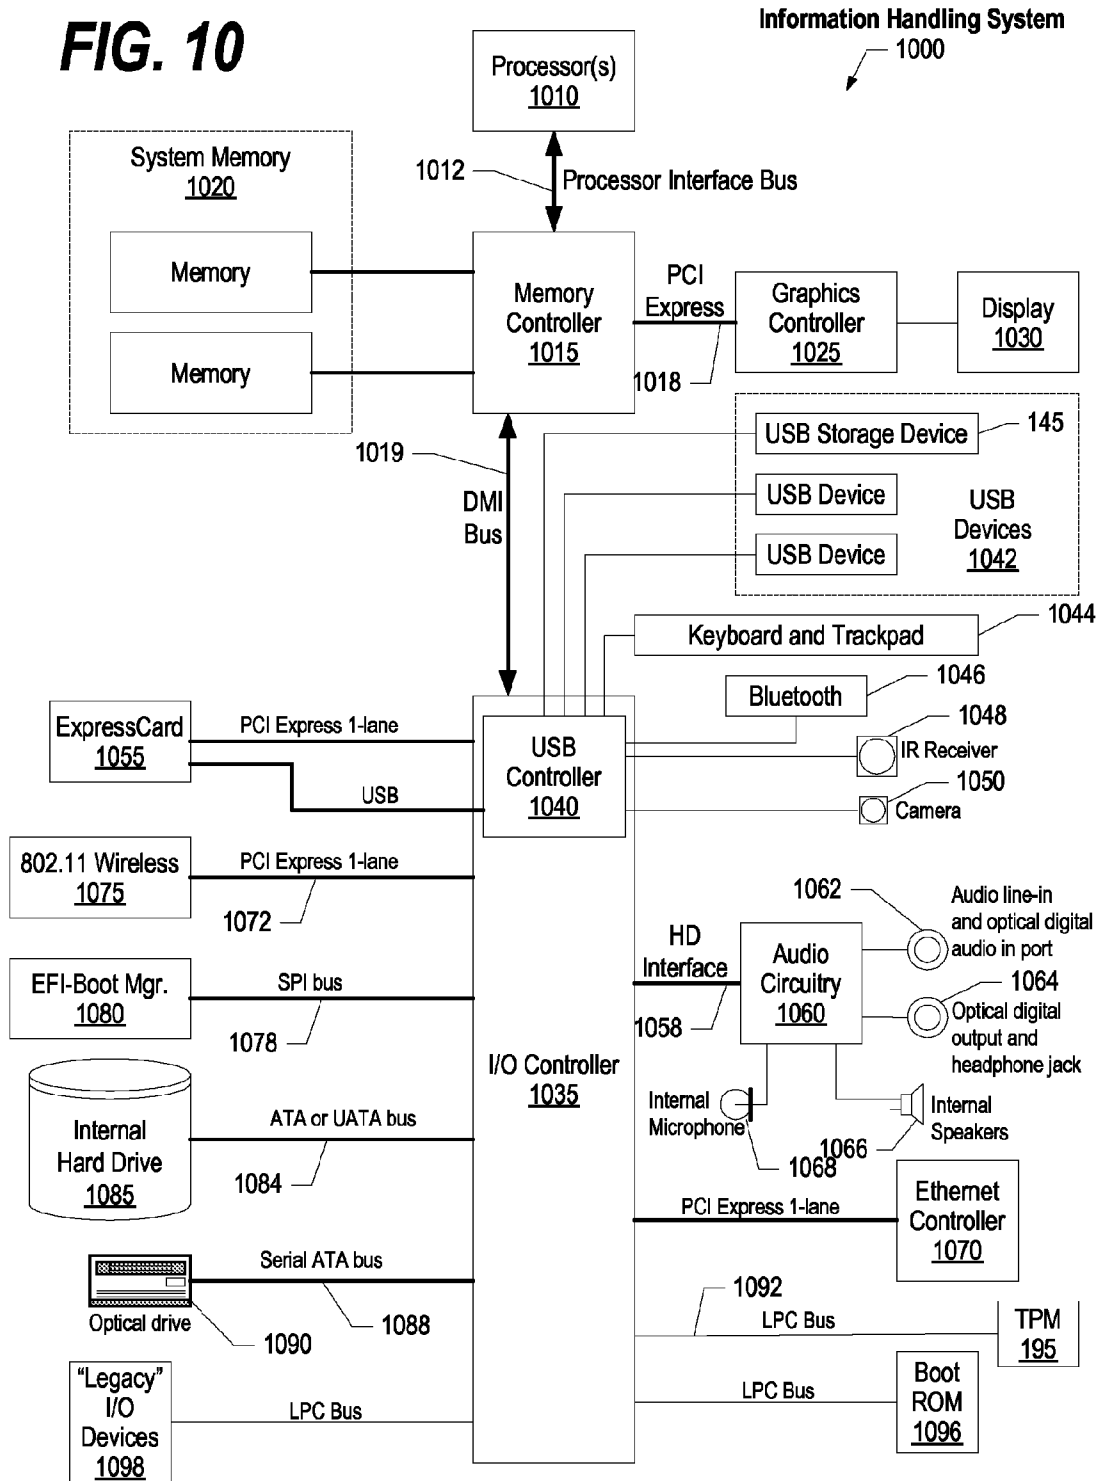 FIG. 10
Information Handling System
1000
Processor(s)
1010
1012
Processor Interface Bus
System Memory
1020
Memory
Memory
Memory
Controller
1015
PCI
Express
1018
Graphics
Controller
1025
Display
1030
1019
DMI
Bus
USB Storage Device
145
USB Device
USB Device
USB
Devices
1042
Keyboard and Trackpad
1044
Bluetooth
1046
1048
IR Receiver
1050
Camera
ExpressCard
1055
PCI Express 1-lane
USB
USB
Controller
1040
802.11 Wireless
1075
PCI Express 1-lane
1072
EFI-Boot Mgr.
1080
SPI bus
1078
HD
Interface
1058
Audio
Circuitry
1060
1062
Audio line-in
and optical digital
audio in port
1064
Optical digital
output and
headphone jack
I/O Controller
1035
Internal
Microphone
1068
1066
Internal
Speakers
Internal
Hard Drive
1085
ATA or UATA bus
1084
PCI Express 1-lane
Ethernet
Controller
1070
Serial ATA bus
1088
Optical drive
1090
1092
LPC Bus
TPM
195
"Legacy"
I/O
Devices
1098
LPC Bus
LPC Bus
Boot
ROM
1096